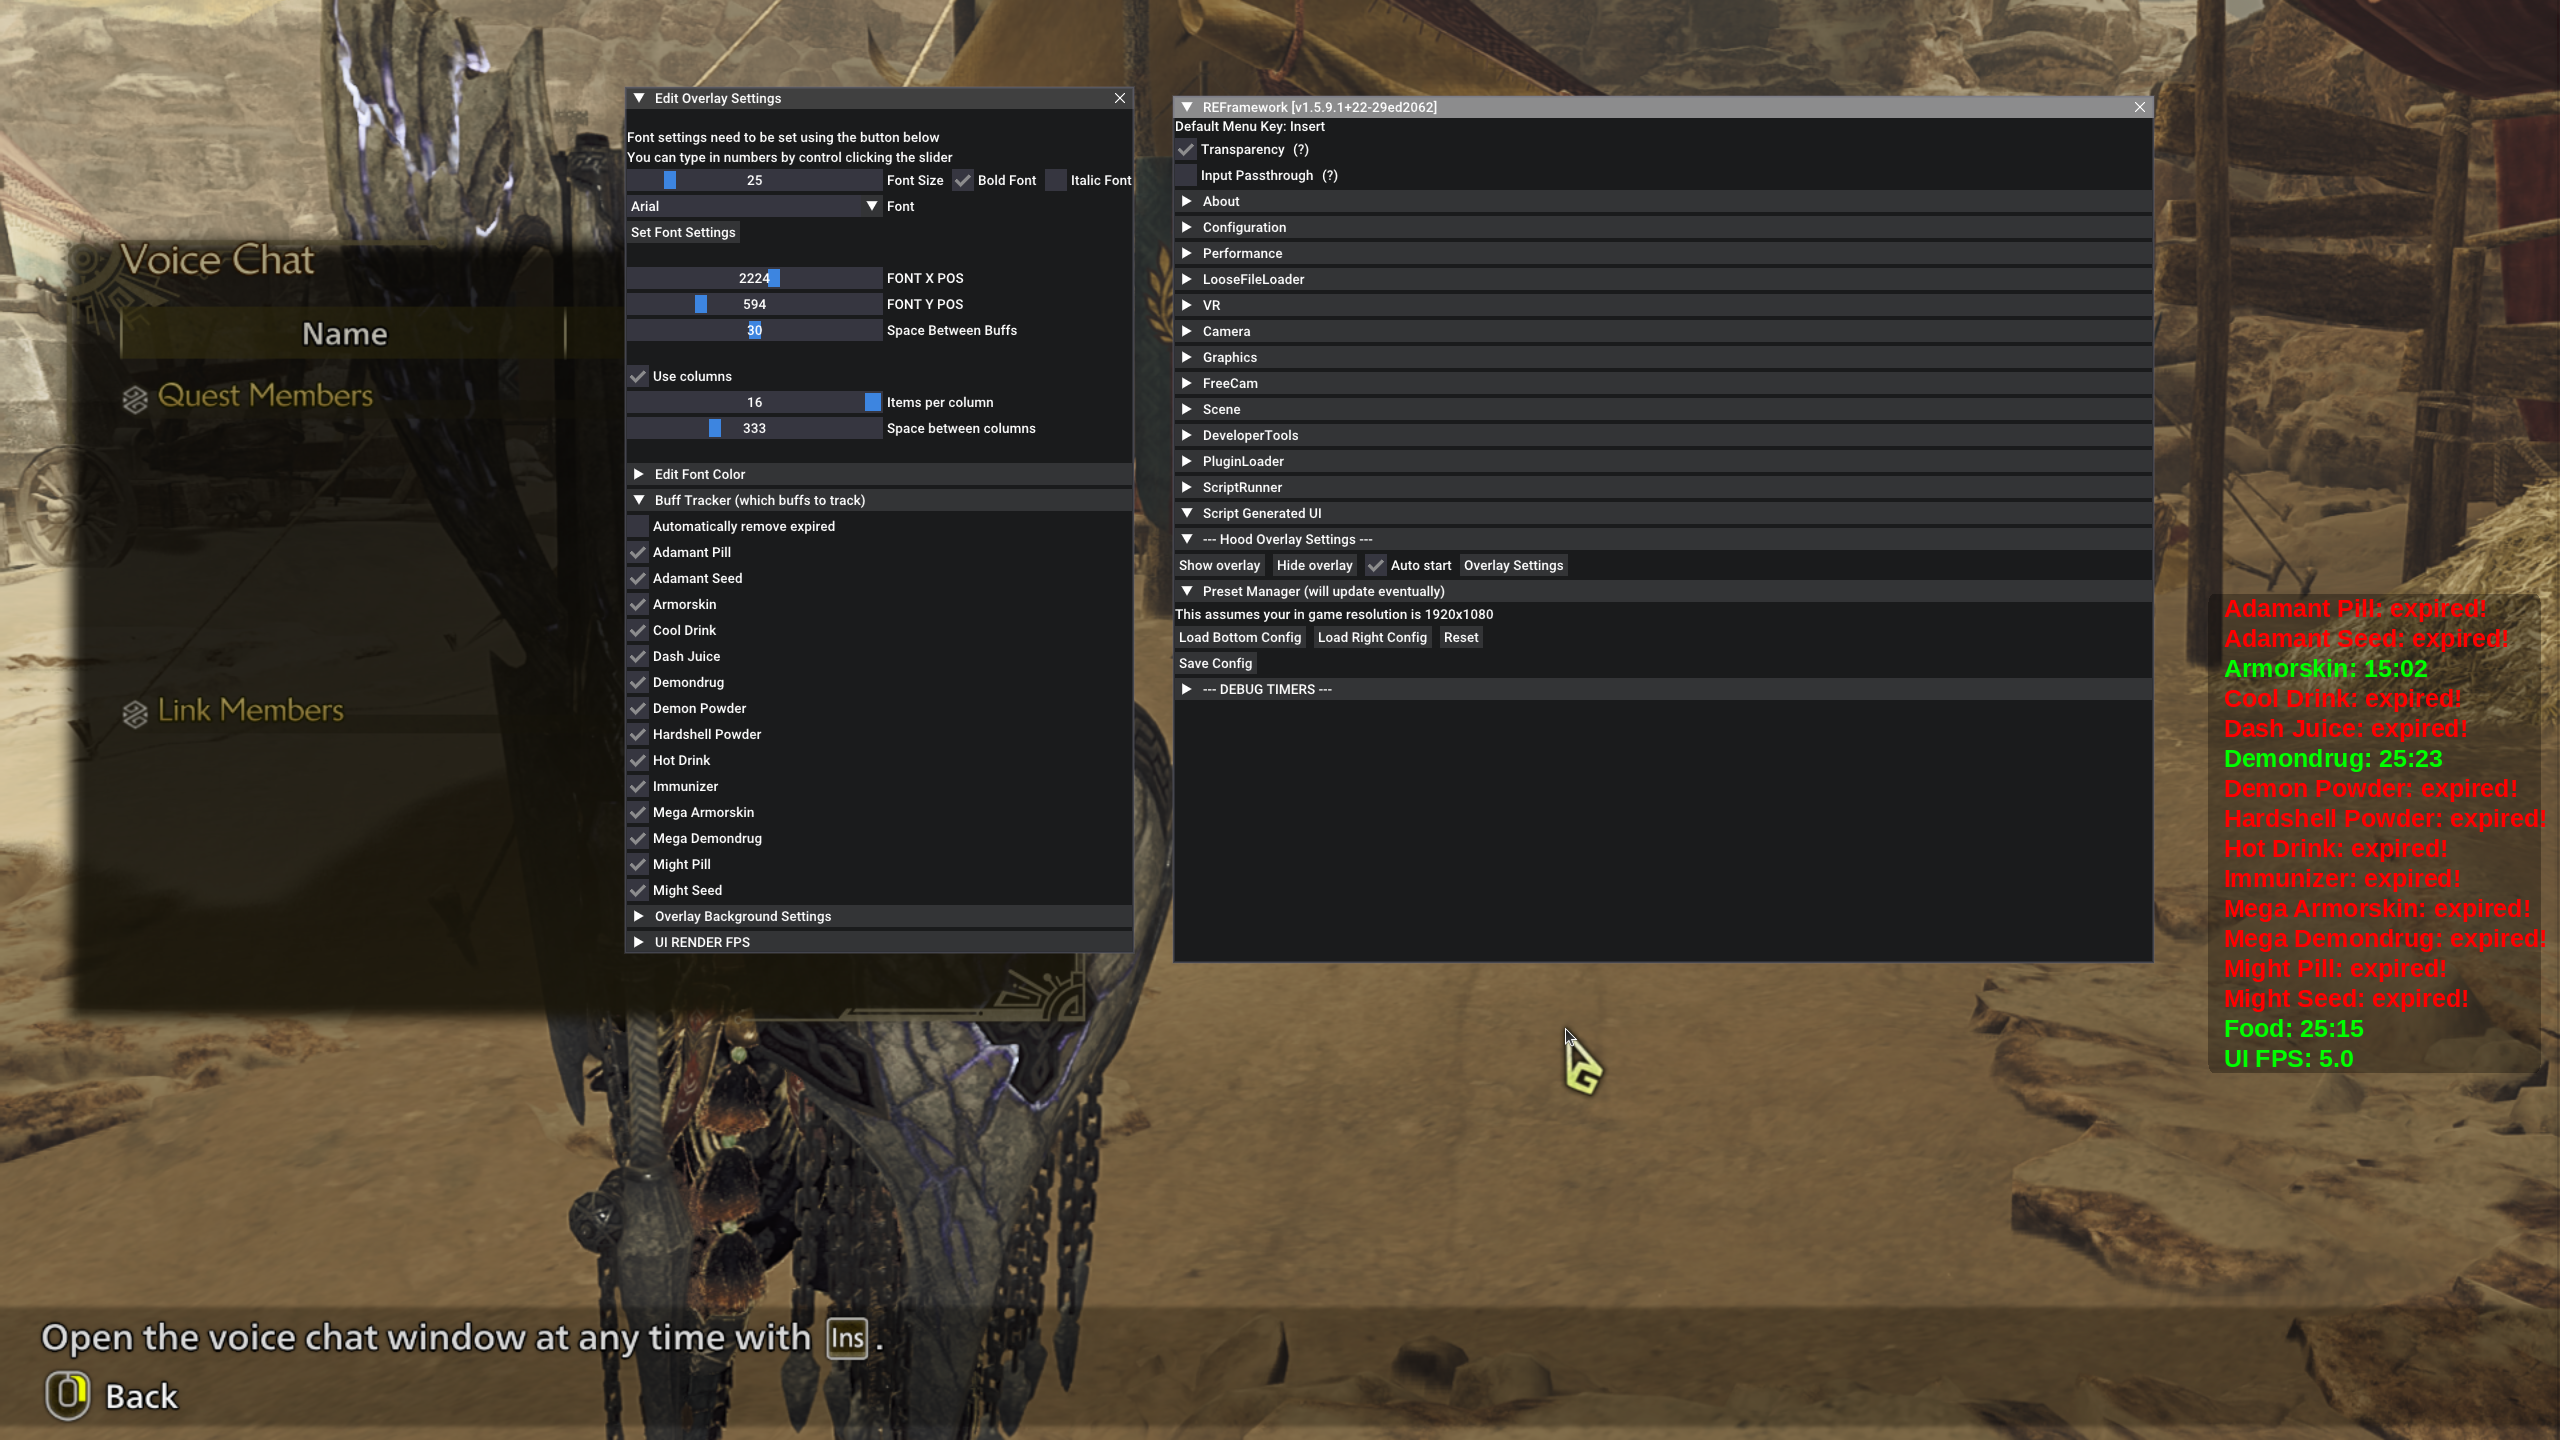 Voice Chat
Name
Quest Members
Link Members
Edit Overlay Settings
Font settings need to be set using the button below
You can type in numbers by control clicking the slider
25 Font Size Bold Font Italic Font
Arial Font
Set Font Settings
2224 FONT X POS
594 FONT Y POS
30 Space Between Buffs
Use columns
16 Items per column
333 Space between columns
Edit Font Color
Buff Tracker (which buffs to track)
Automatically remove expired
Adamant Pill
Adamant Seed
Armorskin
Cool Drink
Dash Juice
Demondrug
Demon Powder
Hardshell Powder
Hot Drink
Immunizer
Mega Armorskin
Mega Demondrug
Might Pill
Might Seed
Overlay Background Settings
UI RENDER FPS
REFramework [v1.5.9.1+22-29ed2062]
Default Menu Key: Insert
Transparency (?)
Input Passthrough (?)
About
Configuration
Performance
LooseFileLoader
VR
Camera
Graphics
FreeCam
Scene
DeveloperTools
PluginLoader
ScriptRunner
Script Generated UI
--- Hood Overlay Settings ---
Show overlay Hide overlay Auto start Overlay Settings
Preset Manager (will update eventually)
This assumes your in game resolution is 1920x1080
Load Bottom Config Load Right Config Reset
Save Config
--- DEBUG TIMERS ---
Adamant Pill: expired!
Adamant Seed: expired!
Armorskin: 15:02
Cool Drink: expired!
Dash Juice: expired!
Demondrug: 25:23
Demon Powder: expired!
Hardshell Powder: expired!
Hot Drink: expired!
Immunizer: expired!
Mega Armorskin: expired!
Mega Demondrug: expired!
Might Pill: expired!
Might Seed: expired!
Food: 25:15
UI FPS: 5.0
Open the voice chat window at any time with Ins.
Back